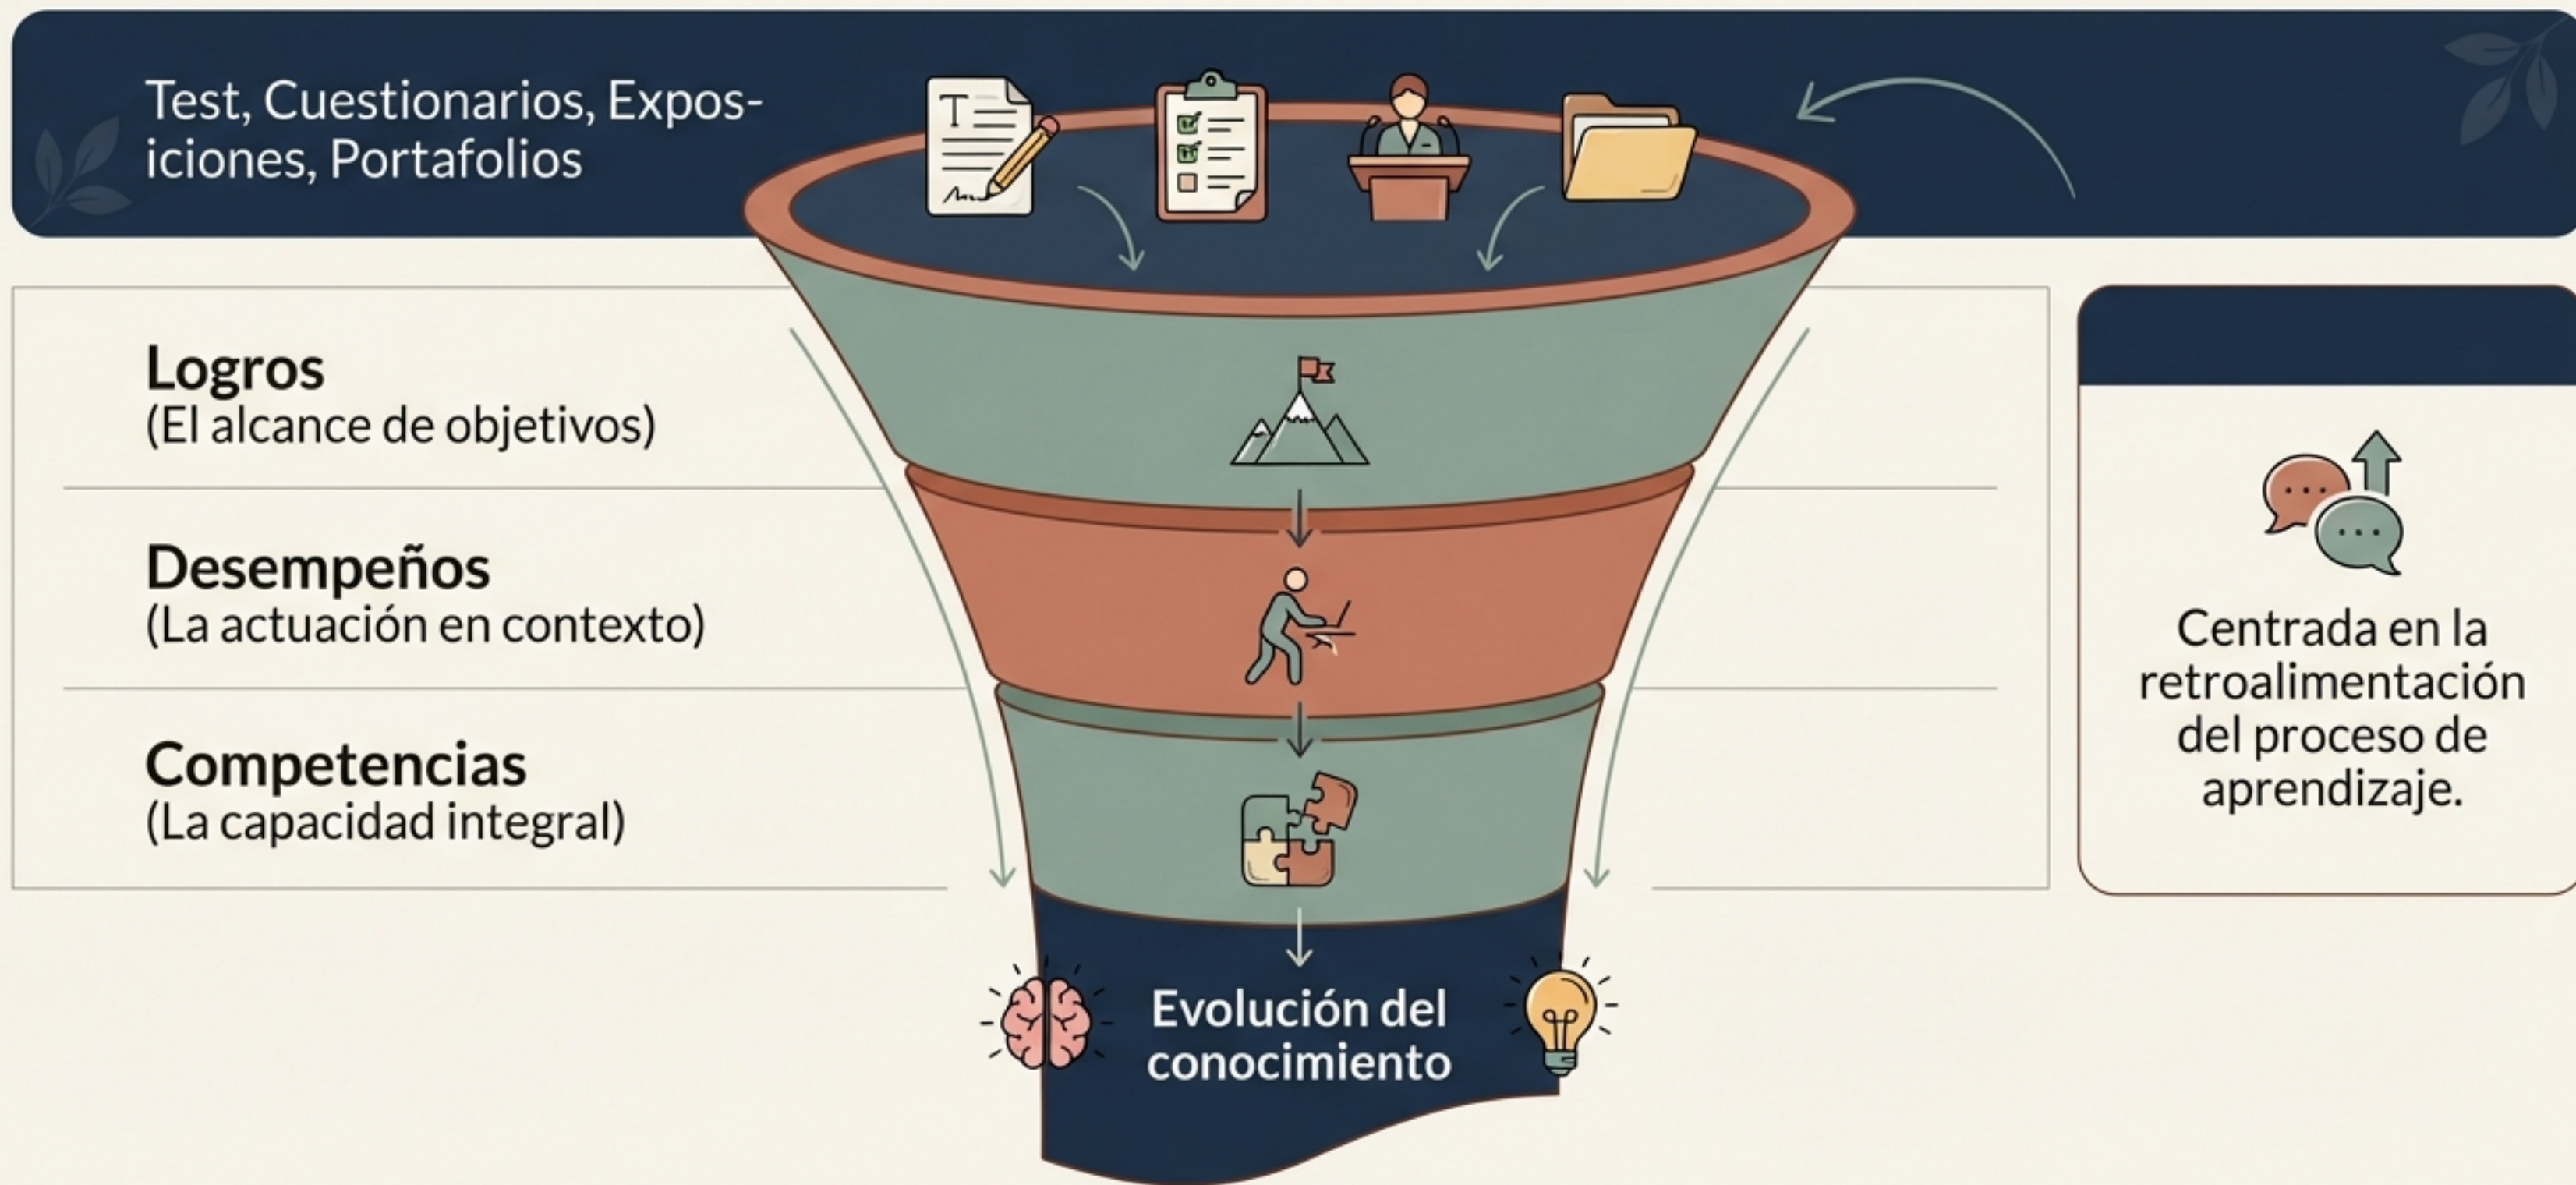 Test, Cuestionarios, Expos-
iciones, Portafolios
T
Logros
(El alcance de objetivos)
Desempeños
(La actuación en contexto)
Competencias
(La capacidad integral)
Evolución del
conocimiento
Centrada en la
retroalimentación
del proceso de
aprendizaje.